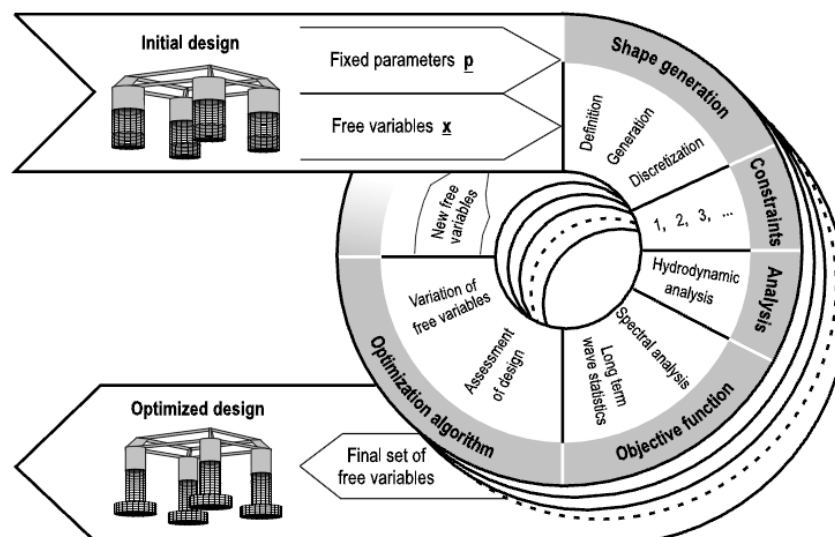 Initial design
Fixed parameters p
Free variables x
Shape generation
Definition
Generation
Discretization
Constraints
1, 2, 3, ...
Analysis
Hydrodynamic
analysis
Objective function
Spectral analysis
Long term
wave statistics
Optimization algorithm
Assessment
of design
Variation of
free variables
New free
variables
Optimized design
Final set of
free variables